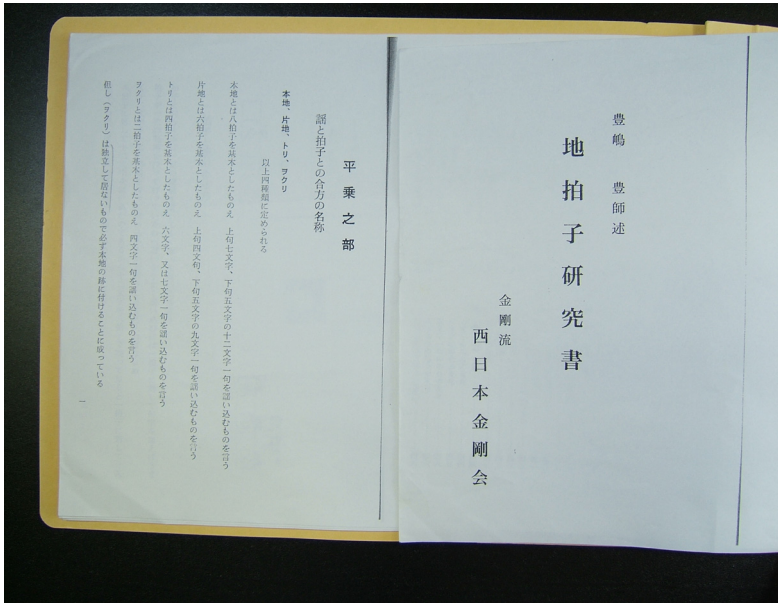 豊嶋 豊師述
地拍子研究書
金剛流
西日本金剛会
平乗之部
謡と拍子との合方の名称
本地、片地、トリ、ヲクリ
以上四種類に定められる
本地とは八拍子を基本としたものえ 上句七文字、下句五文字の十二文字一句を謡い込むものを言う
片地とは六拍子を基本としたものえ 上句四文句、下句五文字の九文字一句を謡い込むものを言う
トリとは四拍子を基本としたものえ 六文字、又は七文字一句を謡い込むものを言う
ヲクリとは二拍子を基本としたものえ 四文字一句を謡い込むものを言う
但し(ヲクリ)は独立して居ないもので必ず本地の跡に付けることに成っている
一